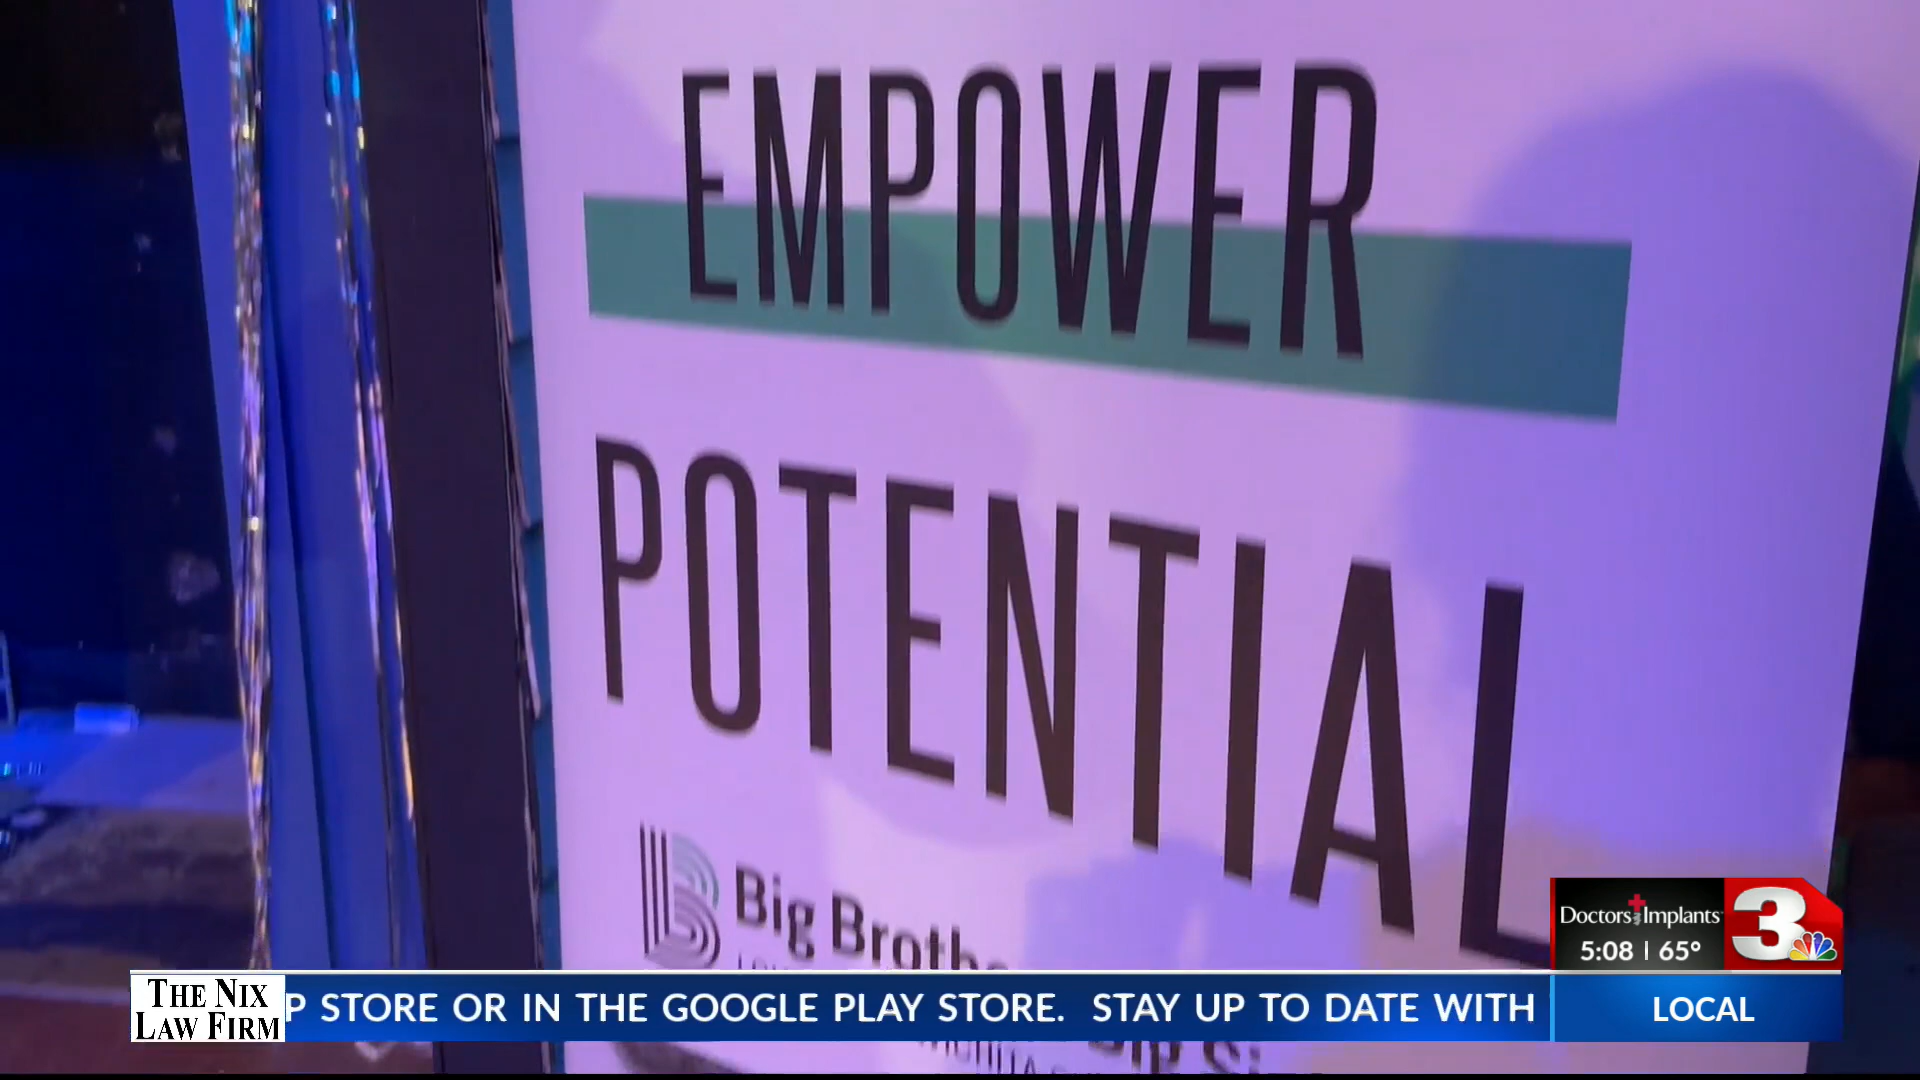 EMPOWER
POTENTIAL
Big Brothe
Doctors Implants
5:08 | 65°
3
THE NIX
LAW FIRM
P STORE OR IN THE GOOGLE PLAY STORE. STAY UP TO DATE WITH
LOCAL